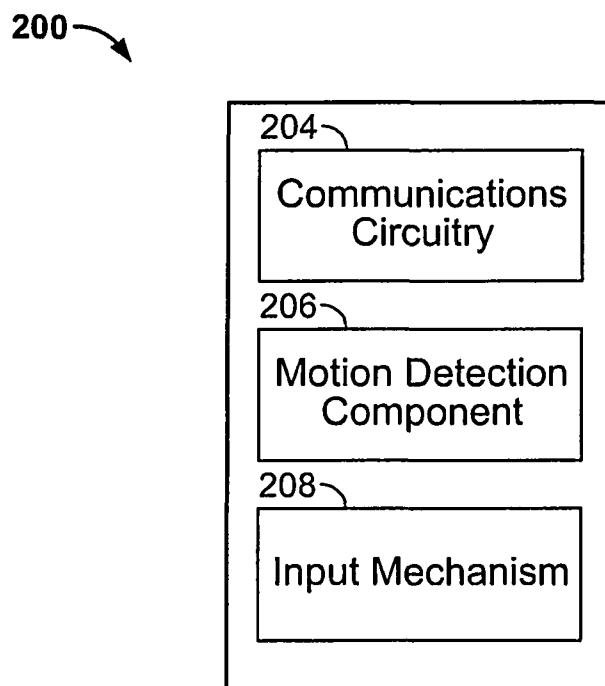 200
204
Communications
Circuitry
206
Motion Detection
Component
208
Input Mechanism